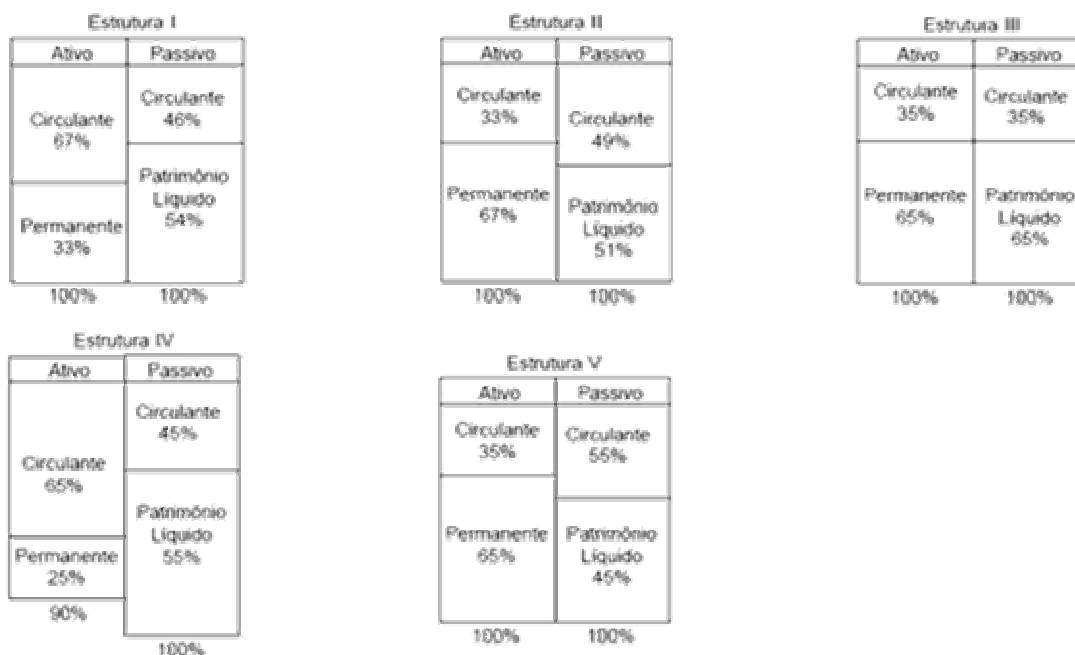 Estrutura I
Ativo Passivo
Circulante
67%
Circulante
46%
Permanente
33%
Patrimônio
Líquido
54%
100% 100%
Estrutura II
Ativo Passivo
Circulante
33%
Circulante
49%
Permanente
67%
Patrimônio
Líquido
51%
100% 100%
Estrutura III
Ativo Passivo
Circulante
35%
Circulante
35%
Permanente
65%
Patrimônio
Líquido
65%
100% 100%
Estrutura IV
Ativo Passivo
Circulante
65%
Circulante
45%
Permanente
25%
Patrimônio
Líquido
55%
90%
100%
Estrutura V
Ativo Passivo
Circulante
35%
Circulante
55%
Permanente
65%
Patrimônio
Líquido
45%
100% 100%